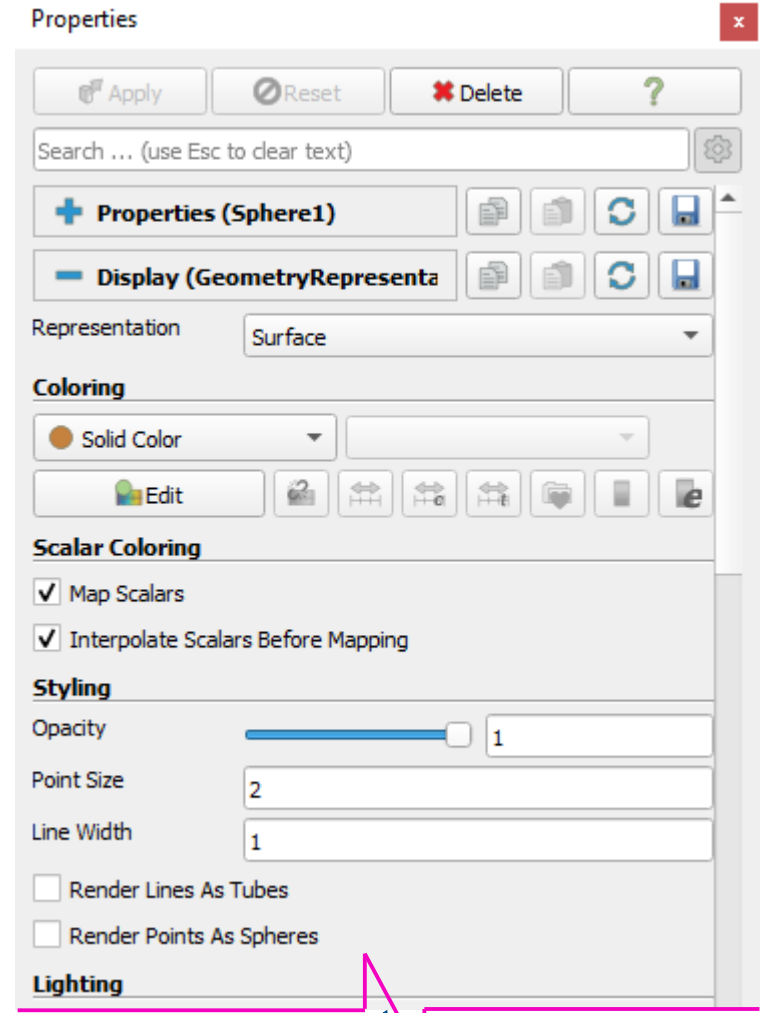 Properties
x
Apply Reset Delete ?
Search ... (use Esc to clear text)
Properties (Sphere1)
Display (GeometryRepresenta
Representation Surface
Coloring
Solid Color
Edit c t e
Scalar Coloring
Map Scalars
Interpolate Scalars Before Mapping
Styling
Opacity 1
Point Size 2
Line Width 1
Render Lines As Tubes
Render Points As Spheres
Lighting